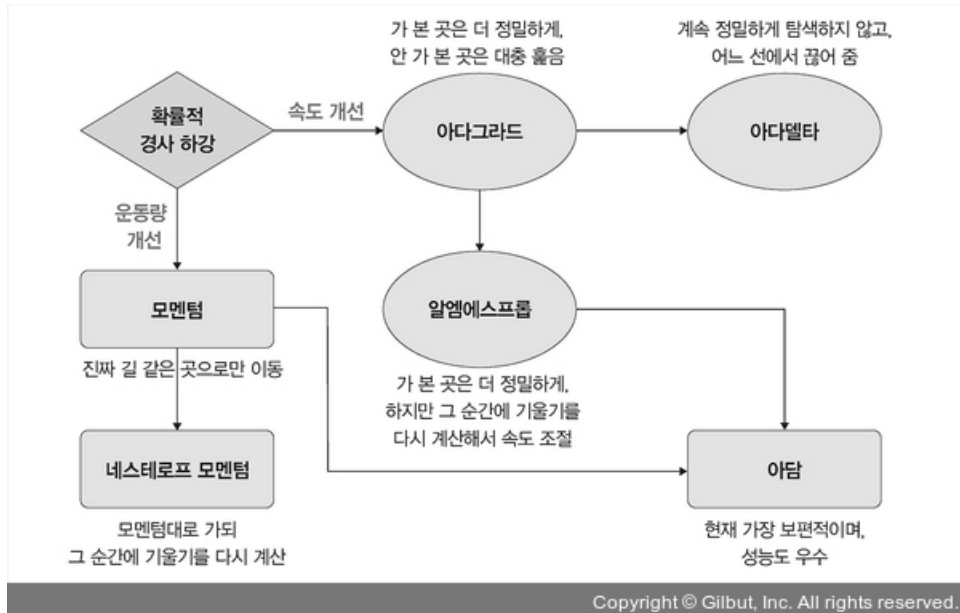 가 본 곳은 더 정밀하게,
안 가 본 곳은 대충 훑음
계속 정밀하게 탐색하지 않고,
어느 선에서 끊어 줌
확률적
경사 하강
속도 개선
아다그라드
아다델타
운동량
개선
모멘텀
알엠에스프롭
진짜 길 같은 곳으로만 이동
가 본 곳은 더 정밀하게,
하지만 그 순간에 기울기를
다시 계산해서 속도 조절
네스테로프 모멘텀
아담
모멘텀대로 가되
그 순간에 기울기를 다시 계산
현재 가장 보편적이며,
성능도 우수
Copyright © Gilbut, Inc. All rights reserved.